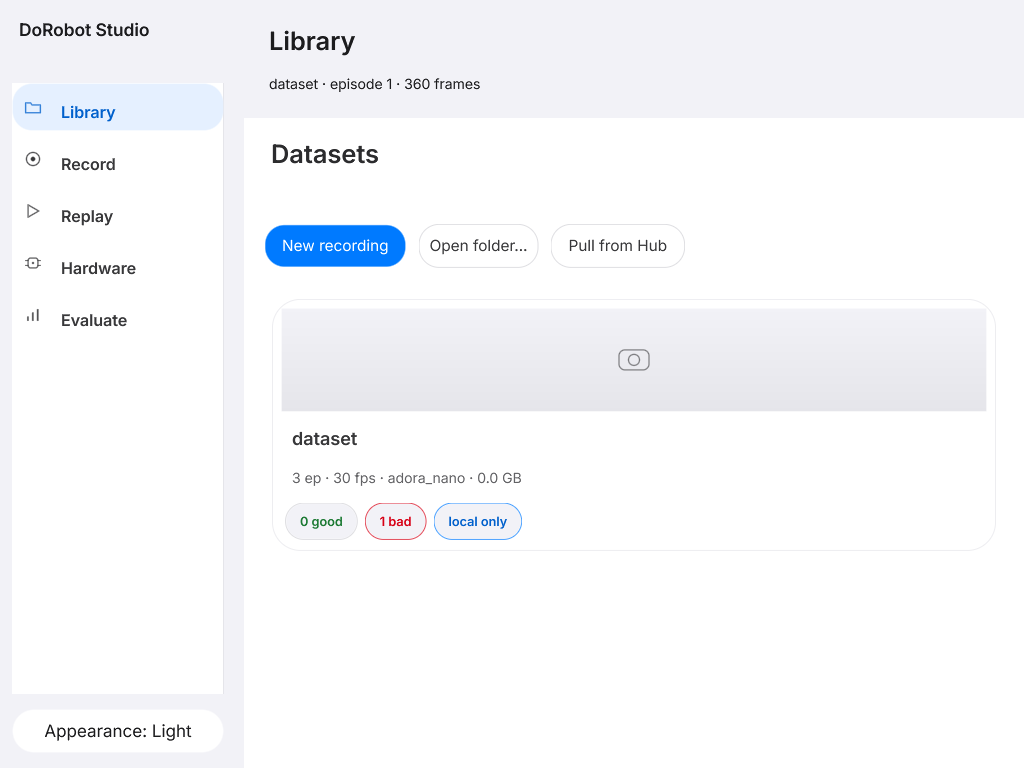 DoRobot Studio
Library
Record
Replay
Hardware
Evaluate
Appearance: Light
Library
dataset · episode 1 · 360 frames
Datasets
New recording
Open folder...
Pull from Hub
dataset
3 ep · 30 fps · adora_nano · 0.0 GB
0 good
1 bad
local only